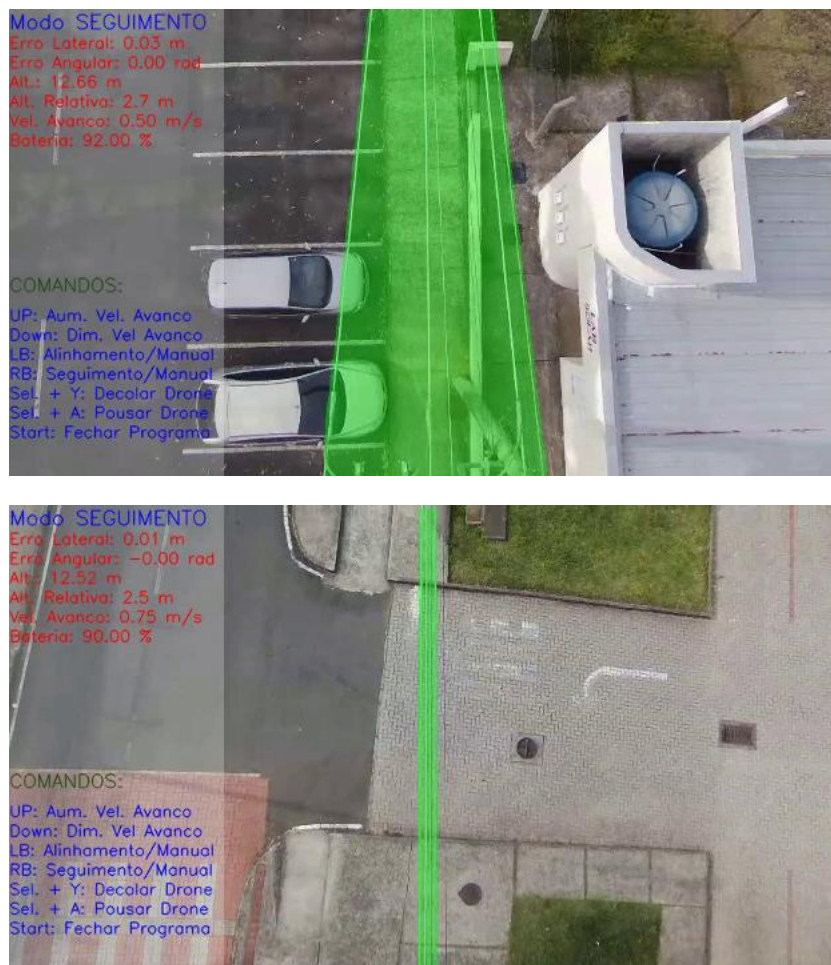 Modo SEGUIMENTO
Erro Lateral: 0.03 m
Erro Angular: 0.00 rad
Alt.: 12.66 m
Alt. Relativa: 2.7 m
Vel. Avanco: 0.50 m/s
Bateria: 92.00 %
COMANDOS:
UP: Aum. Vel. Avanco
Down: Dim. Vel Avanco
LB: Alinhamento/Manual
RB: Seguimento/Manual
Sel. + Y: Decolar Drone
Sel. + A: Pousar Drone
Start: Fechar Programa
Modo SEGUIMENTO
Erro Lateral: 0.01 m
Erro Angular: -0.00 rad
Alt.: 12.52 m
Alt. Relativa: 2.5 m
Vel. Avanco: 0.75 m/s
Bateria: 90.00 %
COMANDOS:
UP: Aum. Vel. Avanco
Down: Dim. Vel Avanco
LB: Alinhamento/Manual
RB: Seguimento/Manual
Sel. + Y: Decolar Drone
Sel. + A: Pousar Drone
Start: Fechar Programa